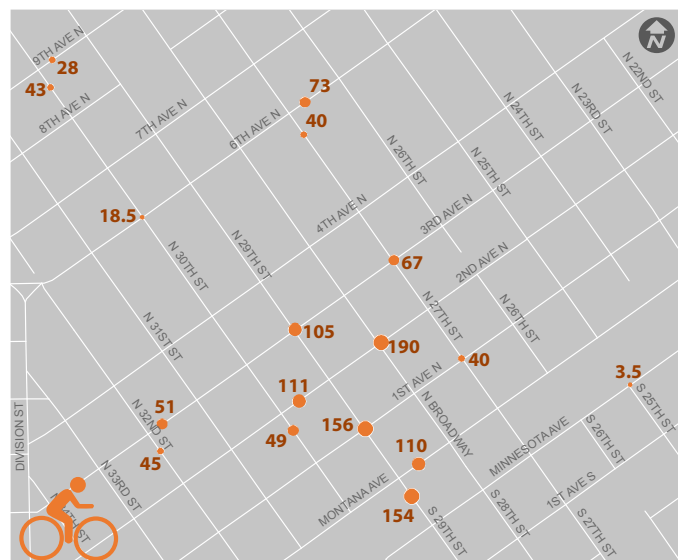 9TH AVE N
N
N 22ND ST
28
43
8TH AVE N
7TH AVE N
73
6TH AVE N
40
N 23RD ST
N 24TH ST
N 26TH ST
N 25TH ST
18.5
4TH AVE N
3RD AVE N
N 30TH ST
N 29TH ST
67
2ND AVE N
N 27TH ST
N 26TH ST
N 31ST ST
105
190
40
1ST AVE N
3.5
S 25TH ST
111
51
N 32ND ST
49
156
N BROADWAY
S 26TH ST
MINNESOTA AVE
DIVISION ST
45
110
N 33RD ST
1ST AVE S
MONTANA AVE
154
S 28TH ST
S 29TH ST
S 27TH ST